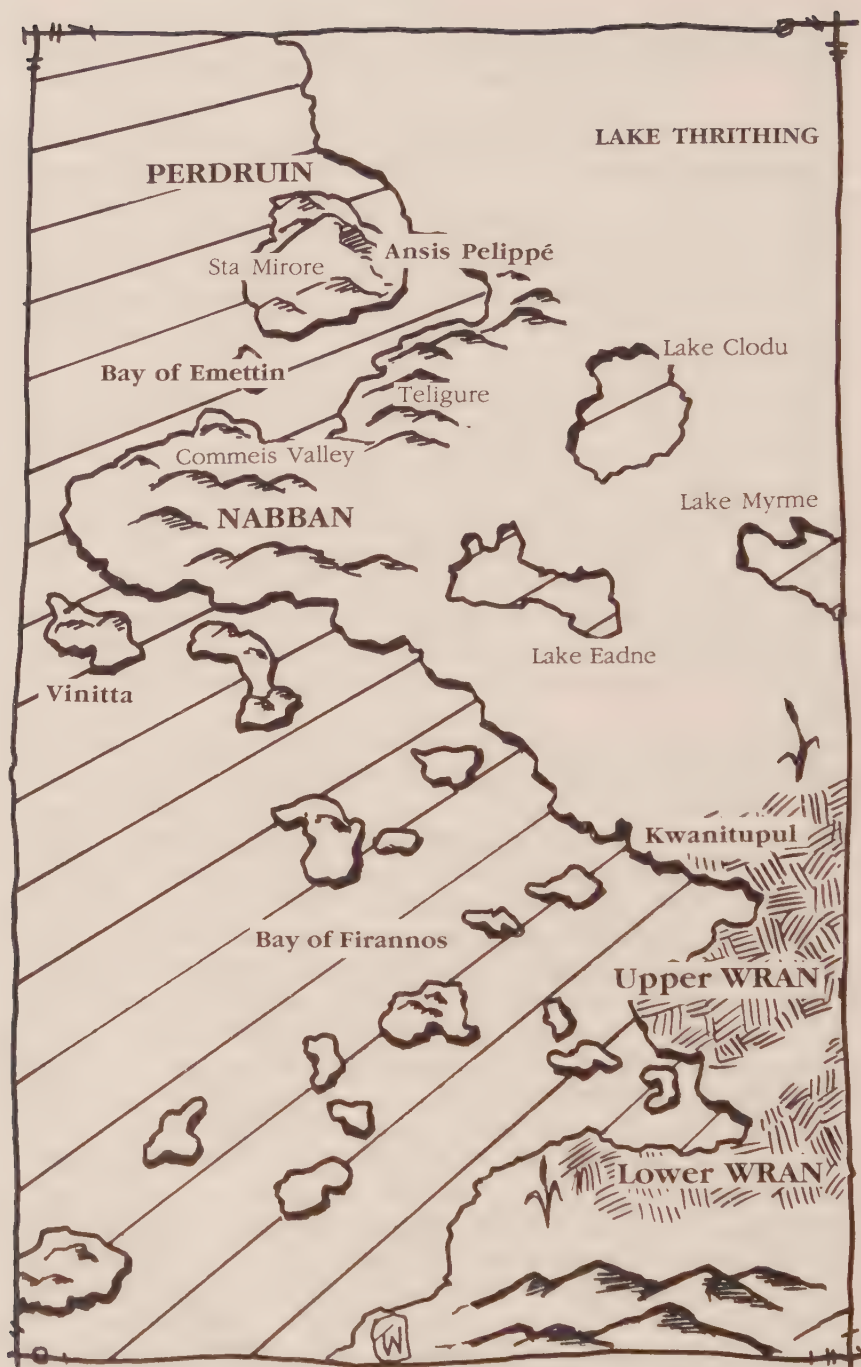 LAKE THRITHING
PERDRUIN
Ansis Pelippé
Sta Mirore
Lake Clodu
Bay of Emettin
Teligure
Commeis Valley
Lake Myrme
NABBAN
Lake Eadne
Vinitta
Kwanitupul
Bay of Firannos
Upper WRAN
Lower WRAN
W